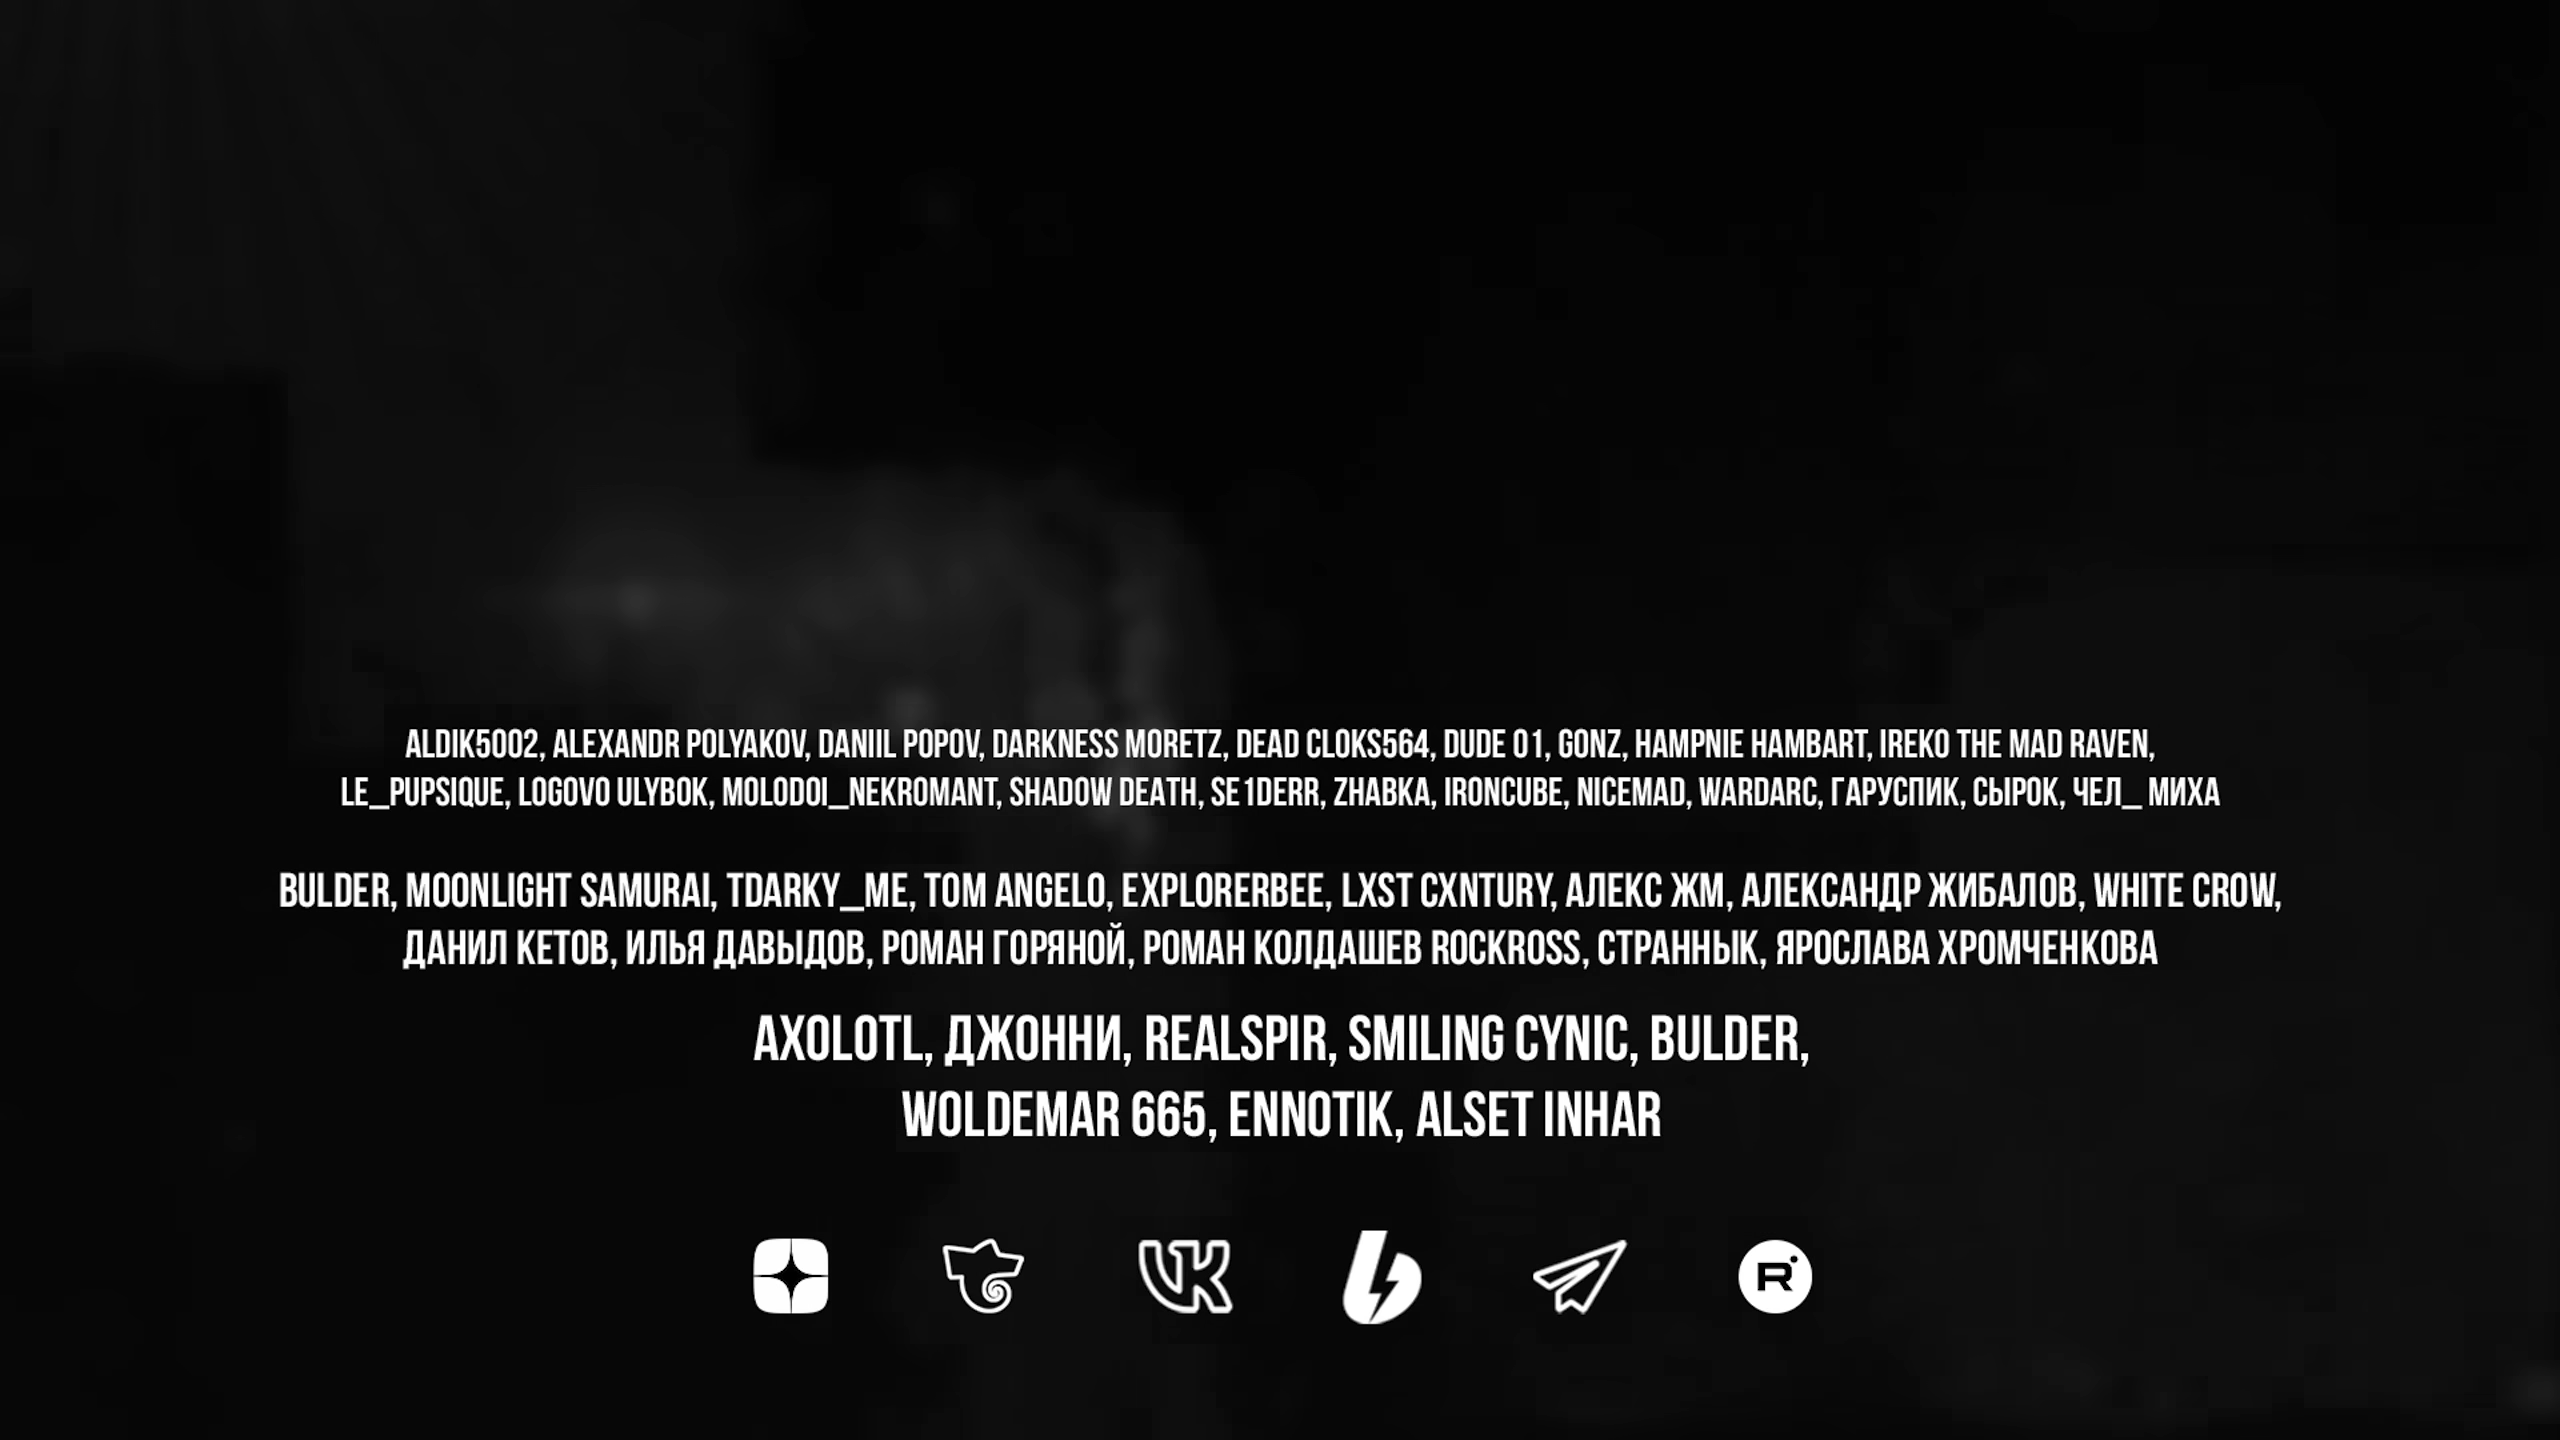 ALDIK5002, ALEXANDR POLYAKOV, DANIIL POPOV, DARKNESS MORETZ, DEAD CLOKS564, DUDE 01, GONZ, HAMPNIE HAMBART, IREKO THE MAD RAVEN,
LE_PUPSIQUE, LOGOVO ULYBOK, MOLODOI_NEKROMANT, SHADOW DEATH, SE1DERR, ZHABKA, IRONCUBE, NICEMAD, WARDARC, ГАРУСПИК, СЫРОК, ЧЕЛ_ МИХА
BULDER, MOONLIGHT SAMURAI, TDARKY_ME, TOM ANGELO, EXPLORERBEE, LXST CXNTURY, АЛЕКС ЖМ, АЛЕКСАНДР ЖИБАЛОВ, WHITE CROW,
ДАНИЛ КЕТОВ, ИЛЬЯ ДАВЫДОВ, РОМАН ГОРЯНОЙ, РОМАН КОЛДАШЕВ ROCKROSS, СТРАННЫК, ЯРОСЛАВА ХРОМЧЕНКОВА
AXOLOTL, ДЖОННИ, REALSPIR, SMILING CYNIC, BULDER,
WOLDEMAR 665, ENNOTIK, ALSET INHAR
VK R